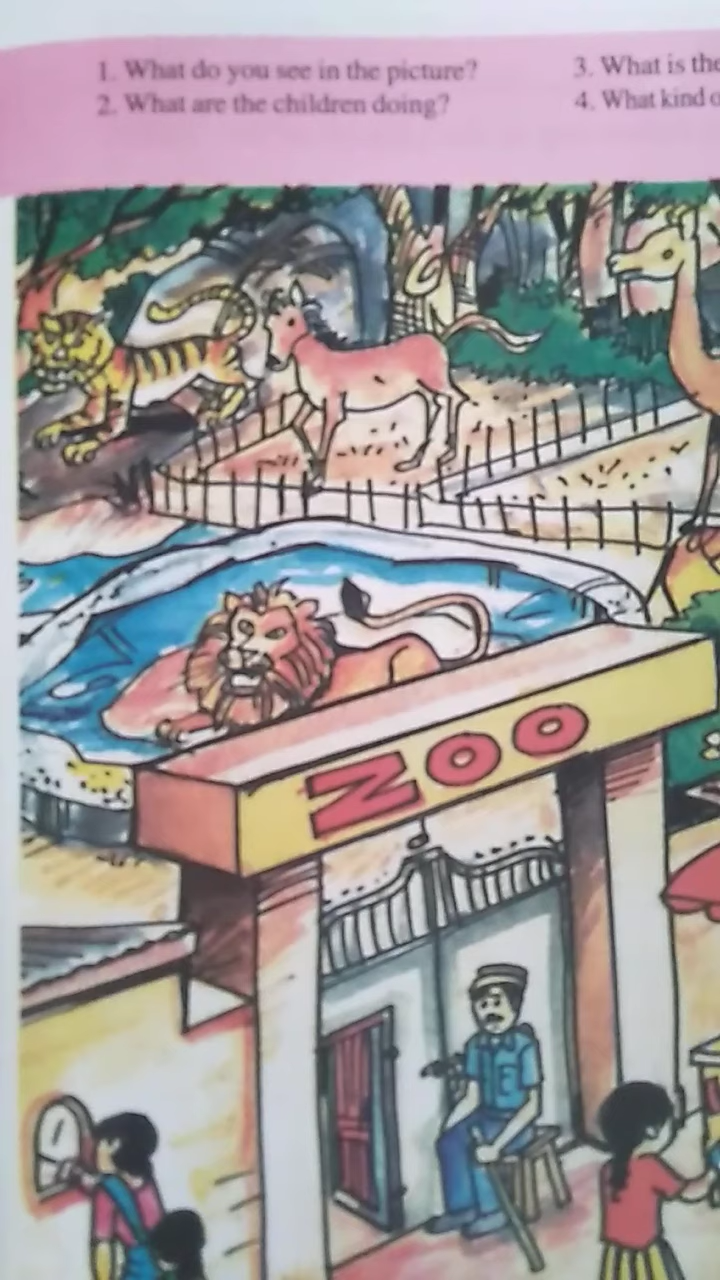 1. What do you see in the picture?
2. What are the children doing?
3. What is the
4. What kind
ZOO